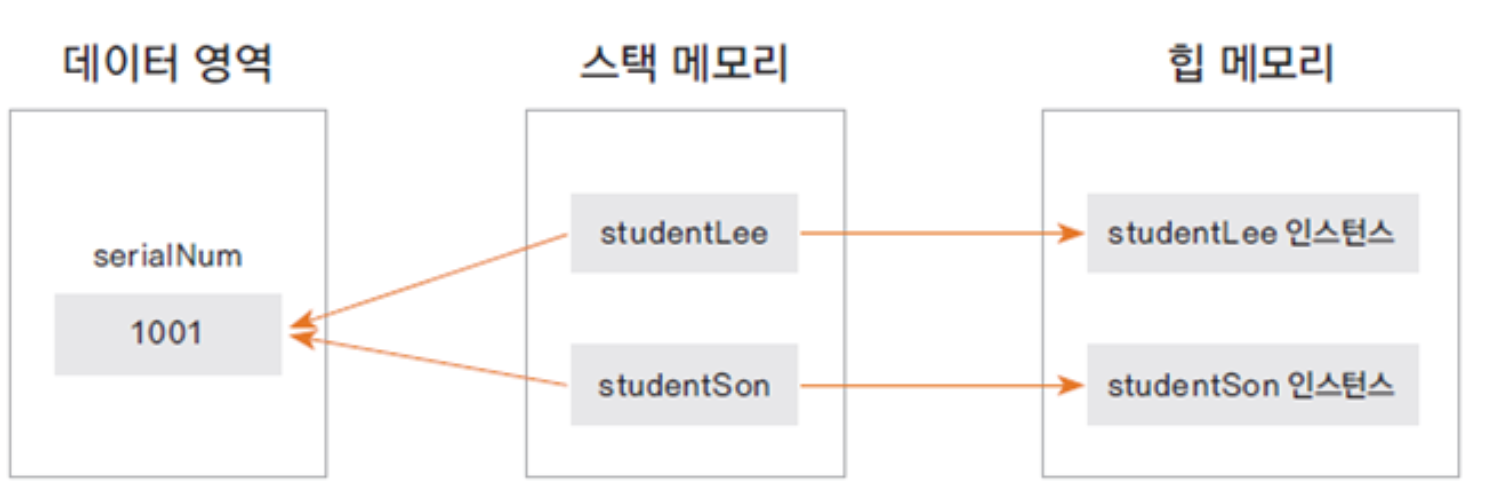 데이터 영역
스택 메모리
힙 메모리
serialNum
1001
studentLee
studentSon
studentLee 인스턴스
studentSon 인스턴스